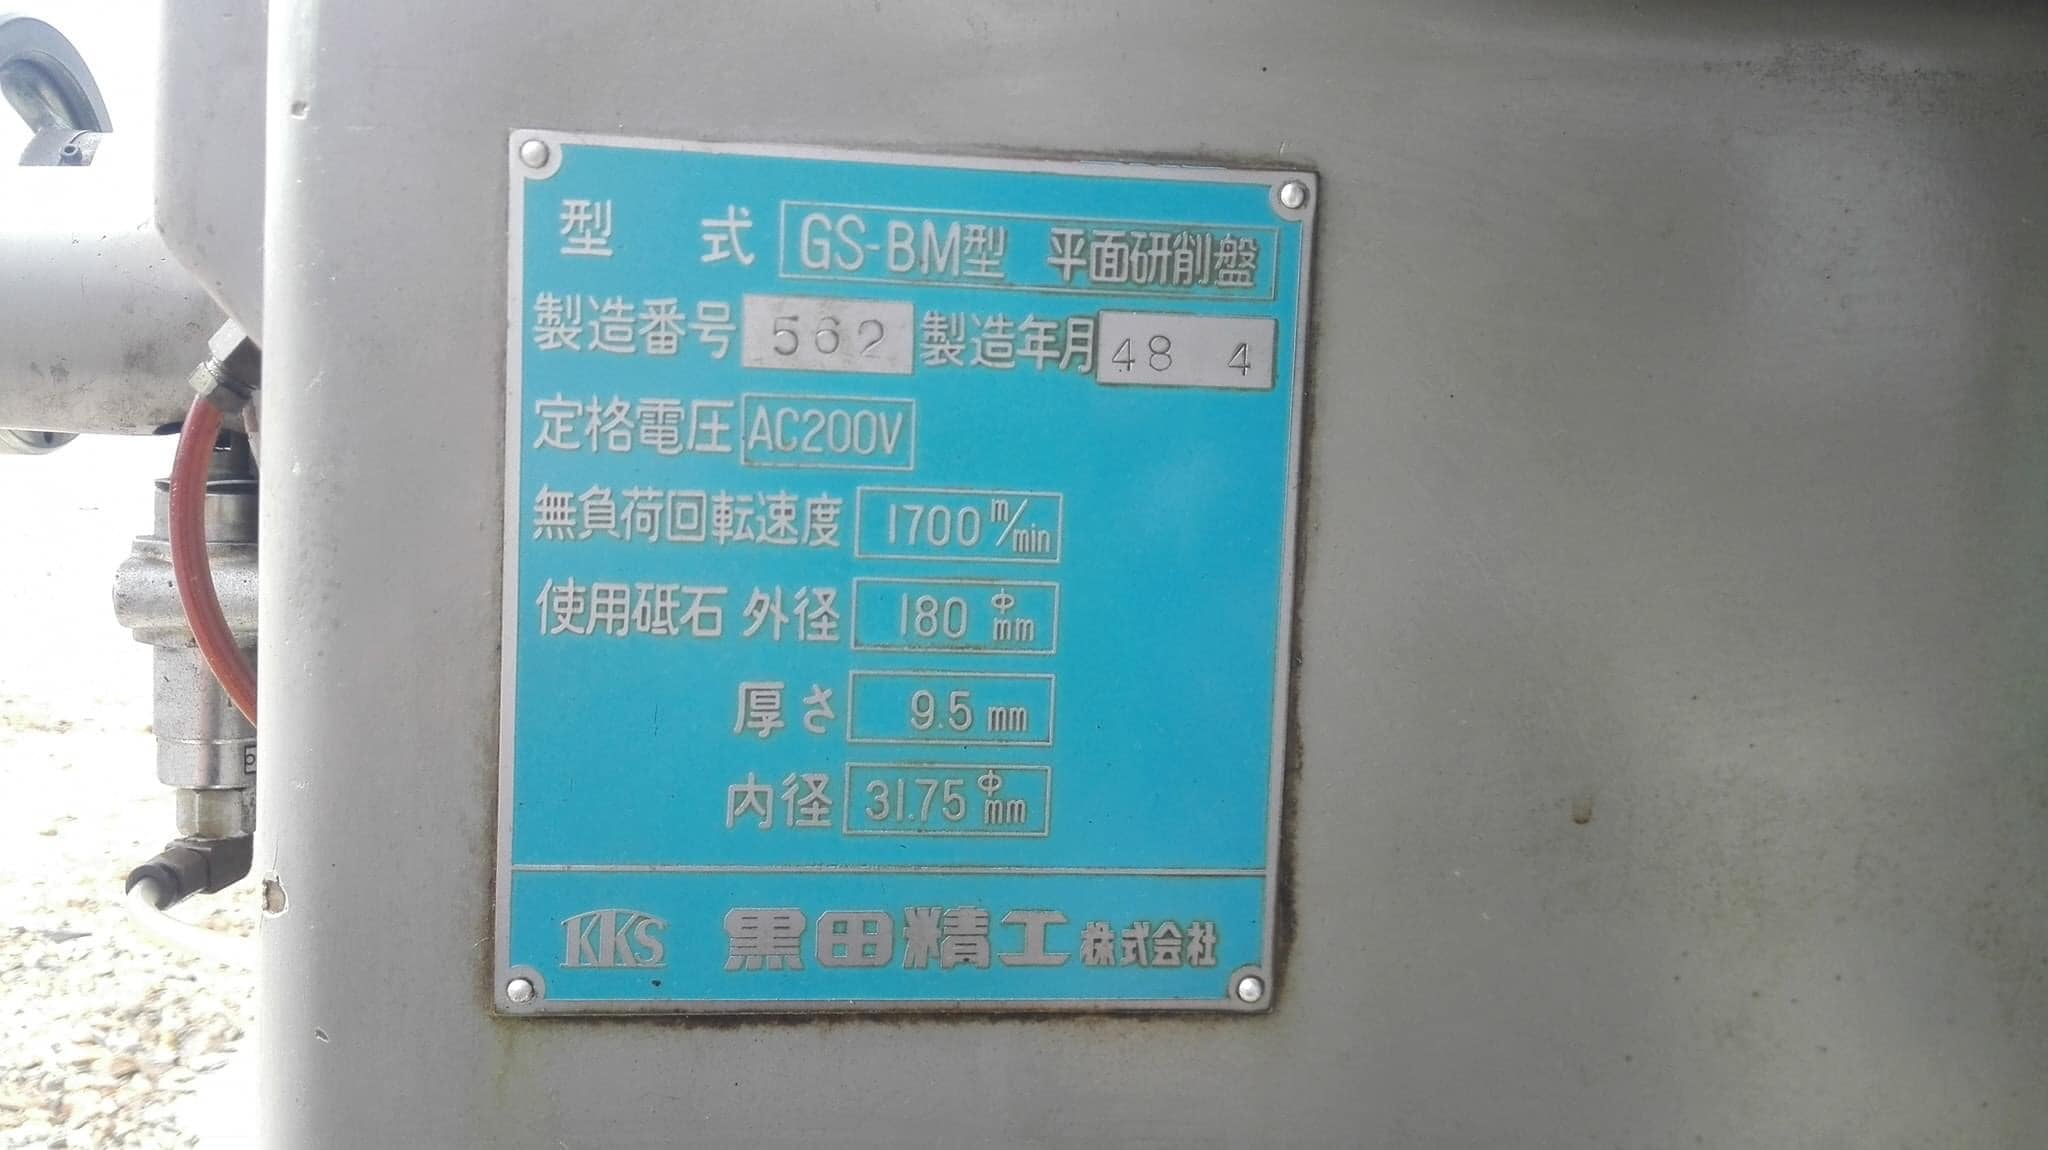 型式 GS-BM型 平面研削盤
製造番号 562 製造年月 48 4
定格電圧 AC200V
無負荷回転速度 1700 m/min
使用砥石 外径 180 φ mm
厚さ 9.5 mm
内径 31.75 φ mm
KKS 黒田精工株式会社